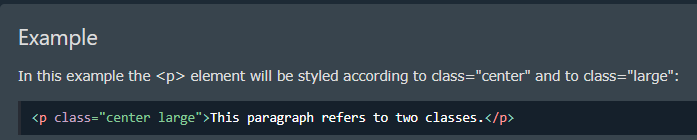 Example
In this example the <p> element will be styled according to class="center" and to class="large":
<p class="center large">This paragraph refers to two classes.</p>